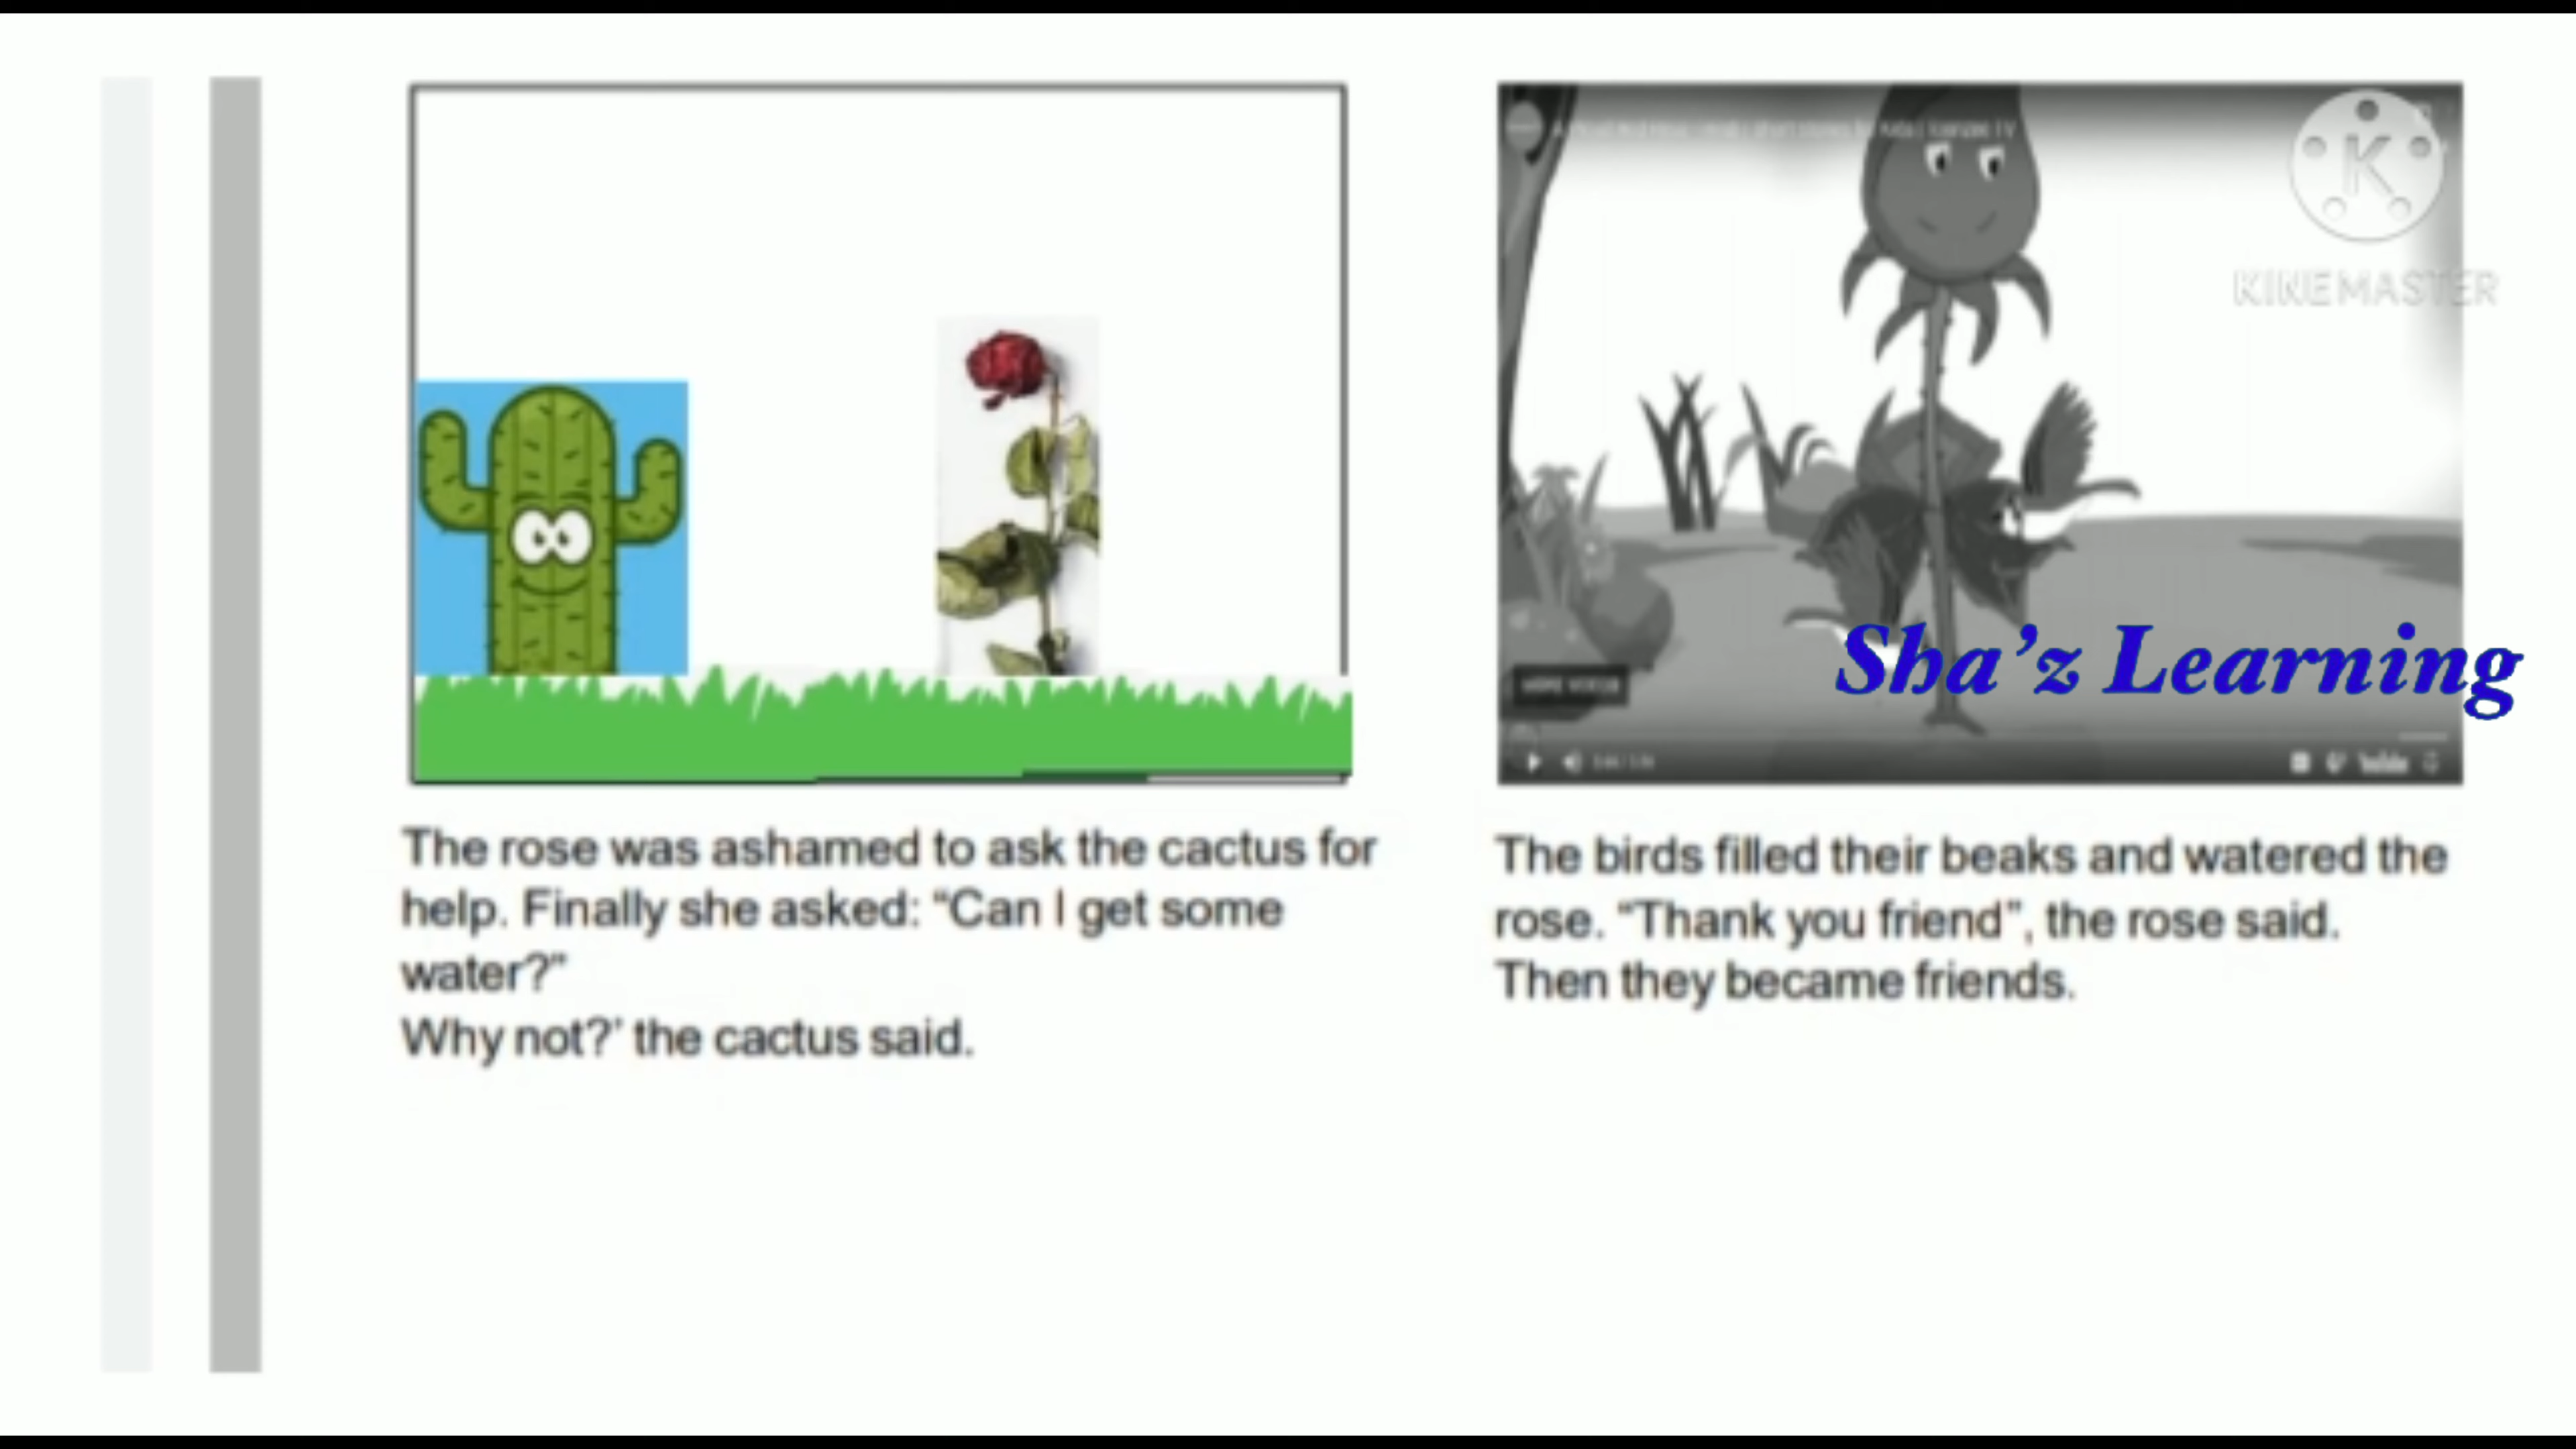 The rose was ashamed to ask the cactus for
help. Finally she asked: “Can I get some
water?”
Why not?’ the cactus said.
K
KINEMASTER
Sha’z Learning
The birds filled their beaks and watered the
rose. “Thank you friend”, the rose said.
Then they became friends.